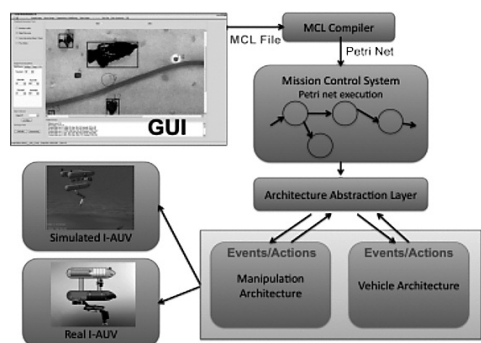 MCL Compiler
MCL File
Petri Net
Mission Control System
Petri net execution
GUI
Architecture Abstraction Layer
Simulated I-AUV
Events/Actions
Manipulation
Architecture
Events/Actions
Vehicle Architecture
Real I-AUV